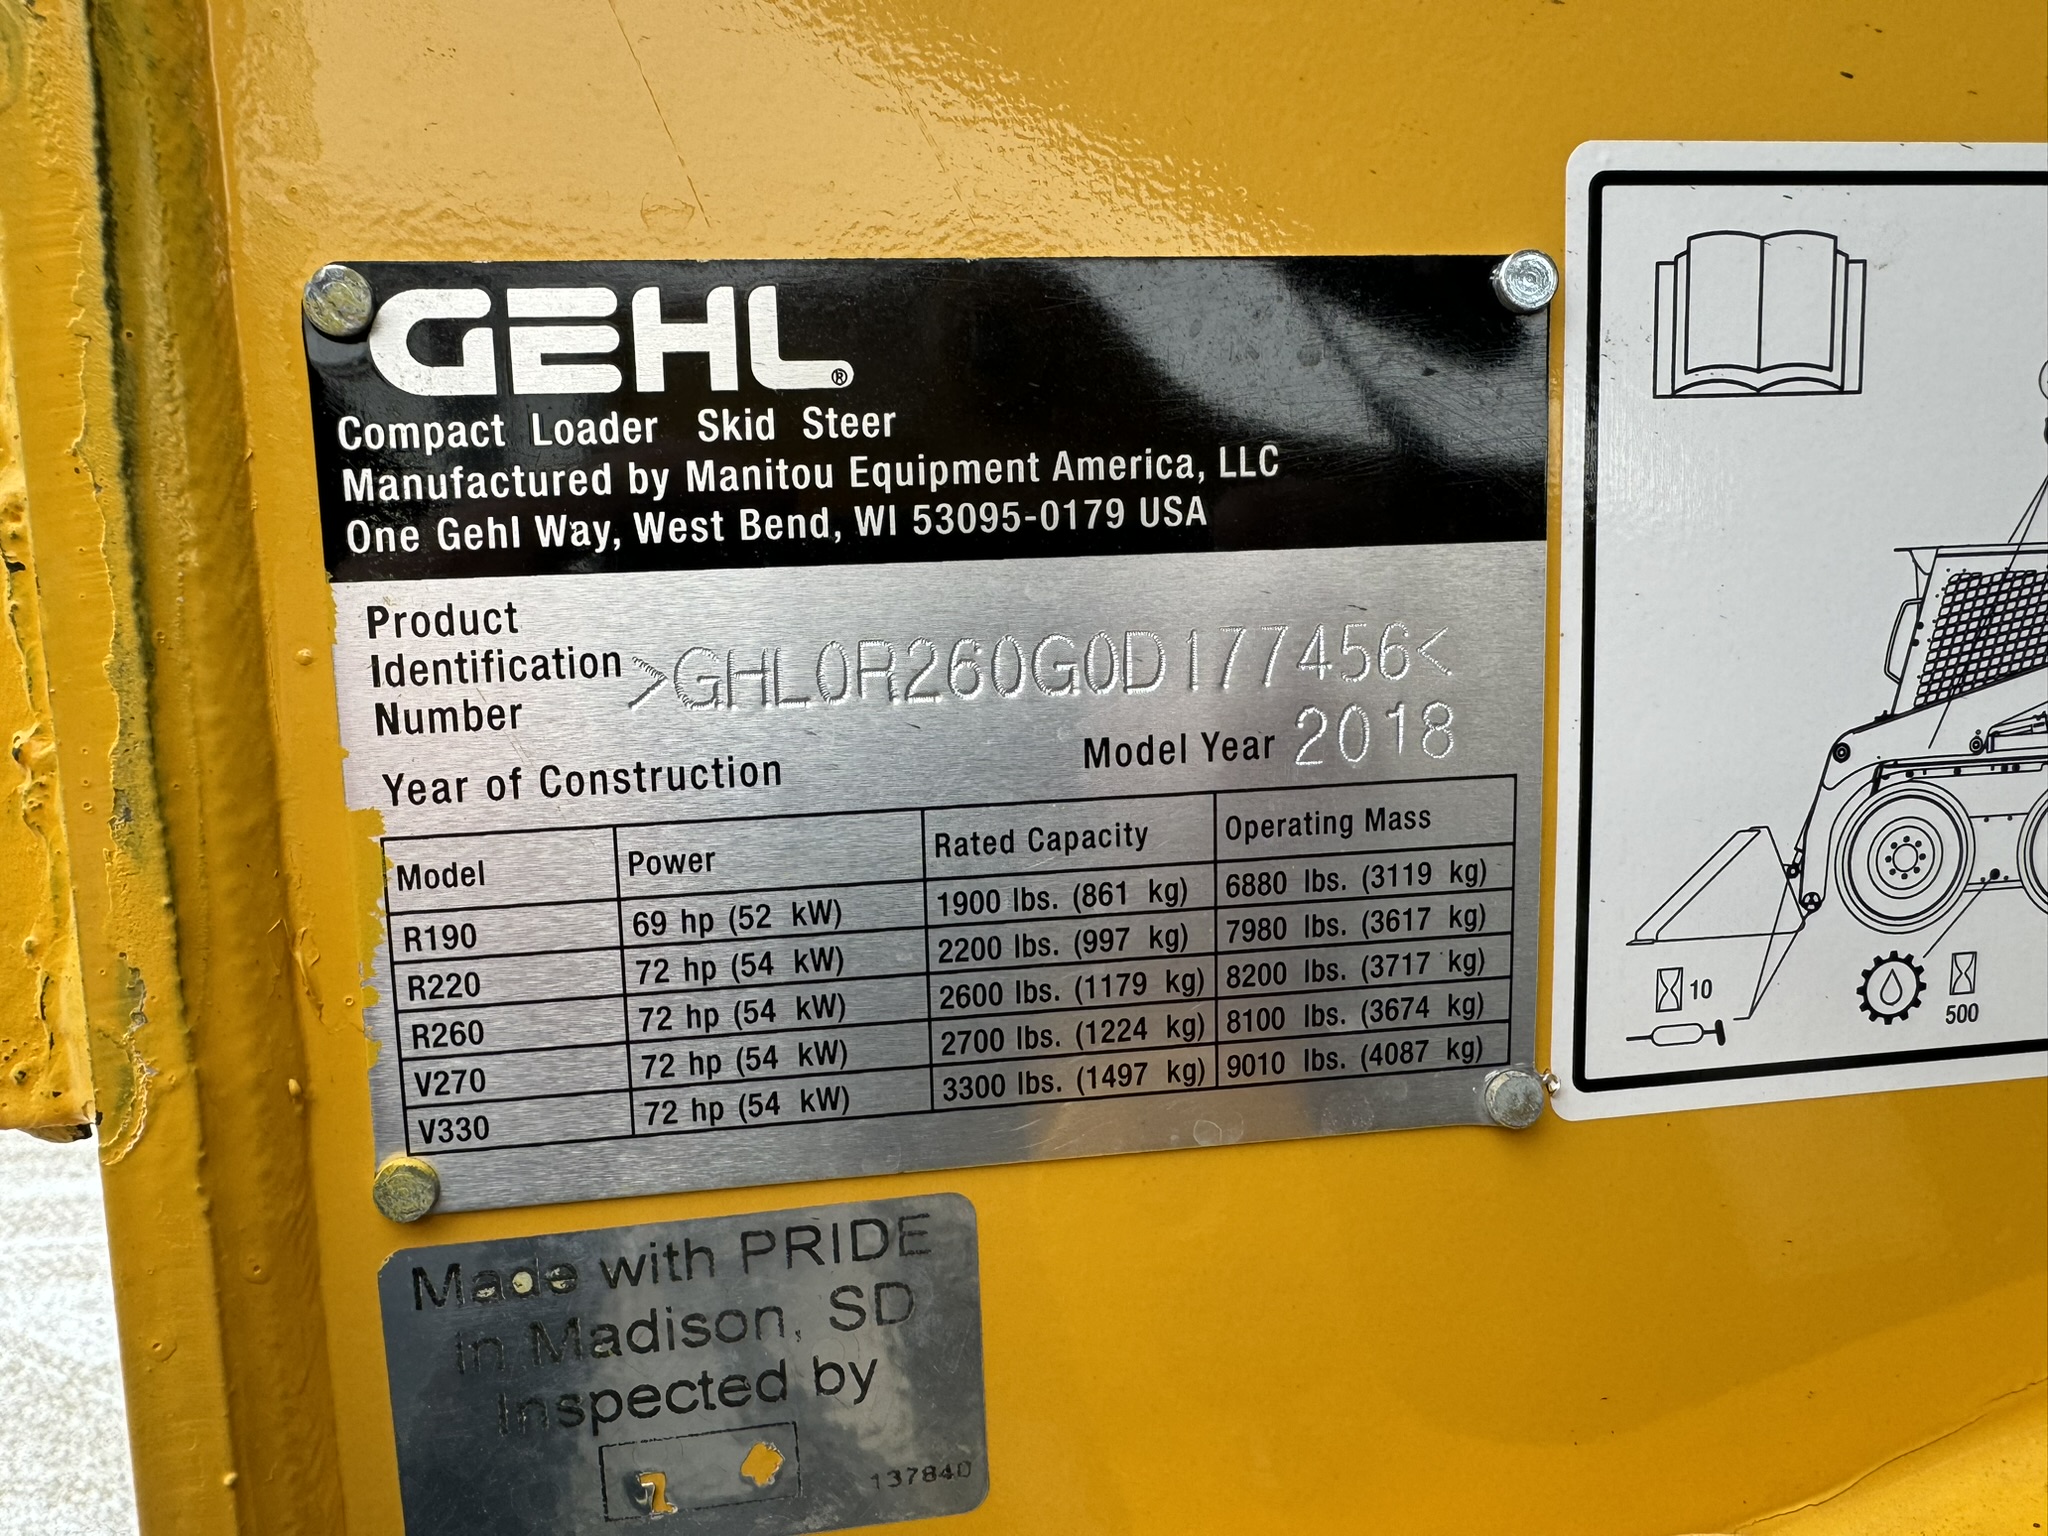 GEHL®
Compact Loader Skid Steer
Manufactured by Manitou Equipment America, LLC
One Gehl Way, West Bend, WI 53095-0179 USA
Product
Identification
Number
>GHL0R260G0D177456<
Model Year 2018
Year of Construction
Model Power Rated Capacity Operating Mass
R190 69 hp (52 kW) 1900 lbs. (861 kg) 6880 lbs. (3119 kg)
R220 72 hp (54 kW) 2200 lbs. (997 kg) 7980 lbs. (3617 kg)
R260 72 hp (54 kW) 2600 lbs. (1179 kg) 8200 lbs. (3717 kg)
V270 72 hp (54 kW) 2700 lbs. (1224 kg) 8100 lbs. (3674 kg)
V330 72 hp (54 kW) 3300 lbs. (1497 kg) 9010 lbs. (4087 kg)
10
500
Made with PRIDE
in Madison, SD
Inspected by
137840